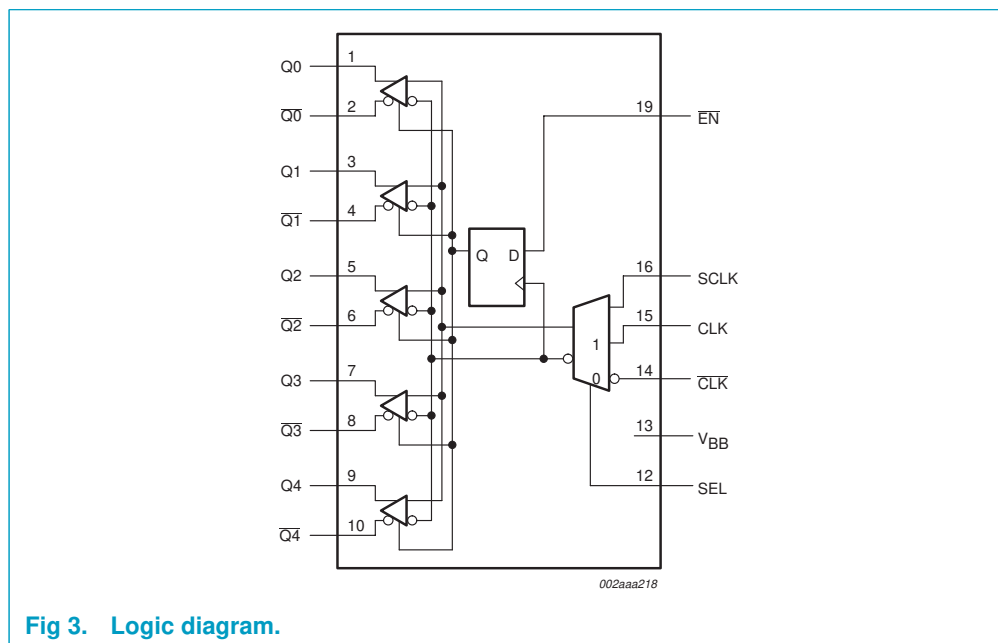 Q0 1
Q̅0̅ 2
19 E̅N̅
Q1 3
Q̅1̅ 4
Q D
Q2 5
16 SCLK
Q̅2̅ 6
15 CLK
1
Q3 7
14 C̅L̅K̅
0
Q̅3̅ 8
13 VBB
Q4 9
12 SEL
Q̅4̅ 10
002aaa218
Fig 3. Logic diagram.